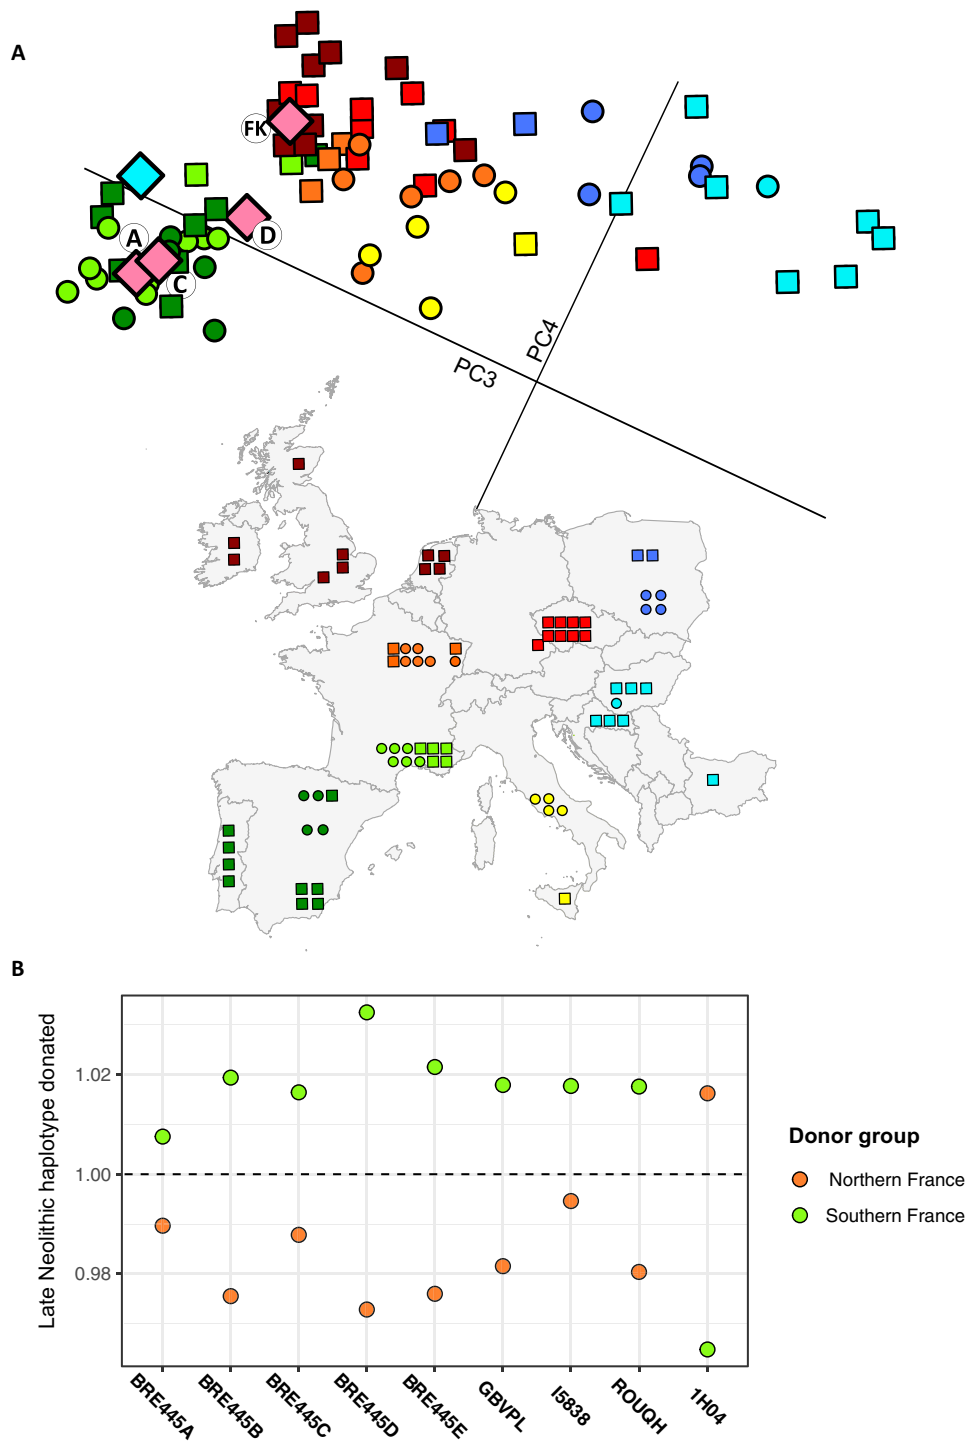 A
FK
A
D
C
PC4
PC3
B
Late Neolithic haplotype donated
1.02
1.00
0.98
BRE445A
BRE445B
BRE445C
BRE445D
BRE445E
GBVPL
I5838
ROUQH
1H04
Donor group
Northern France
Southern France